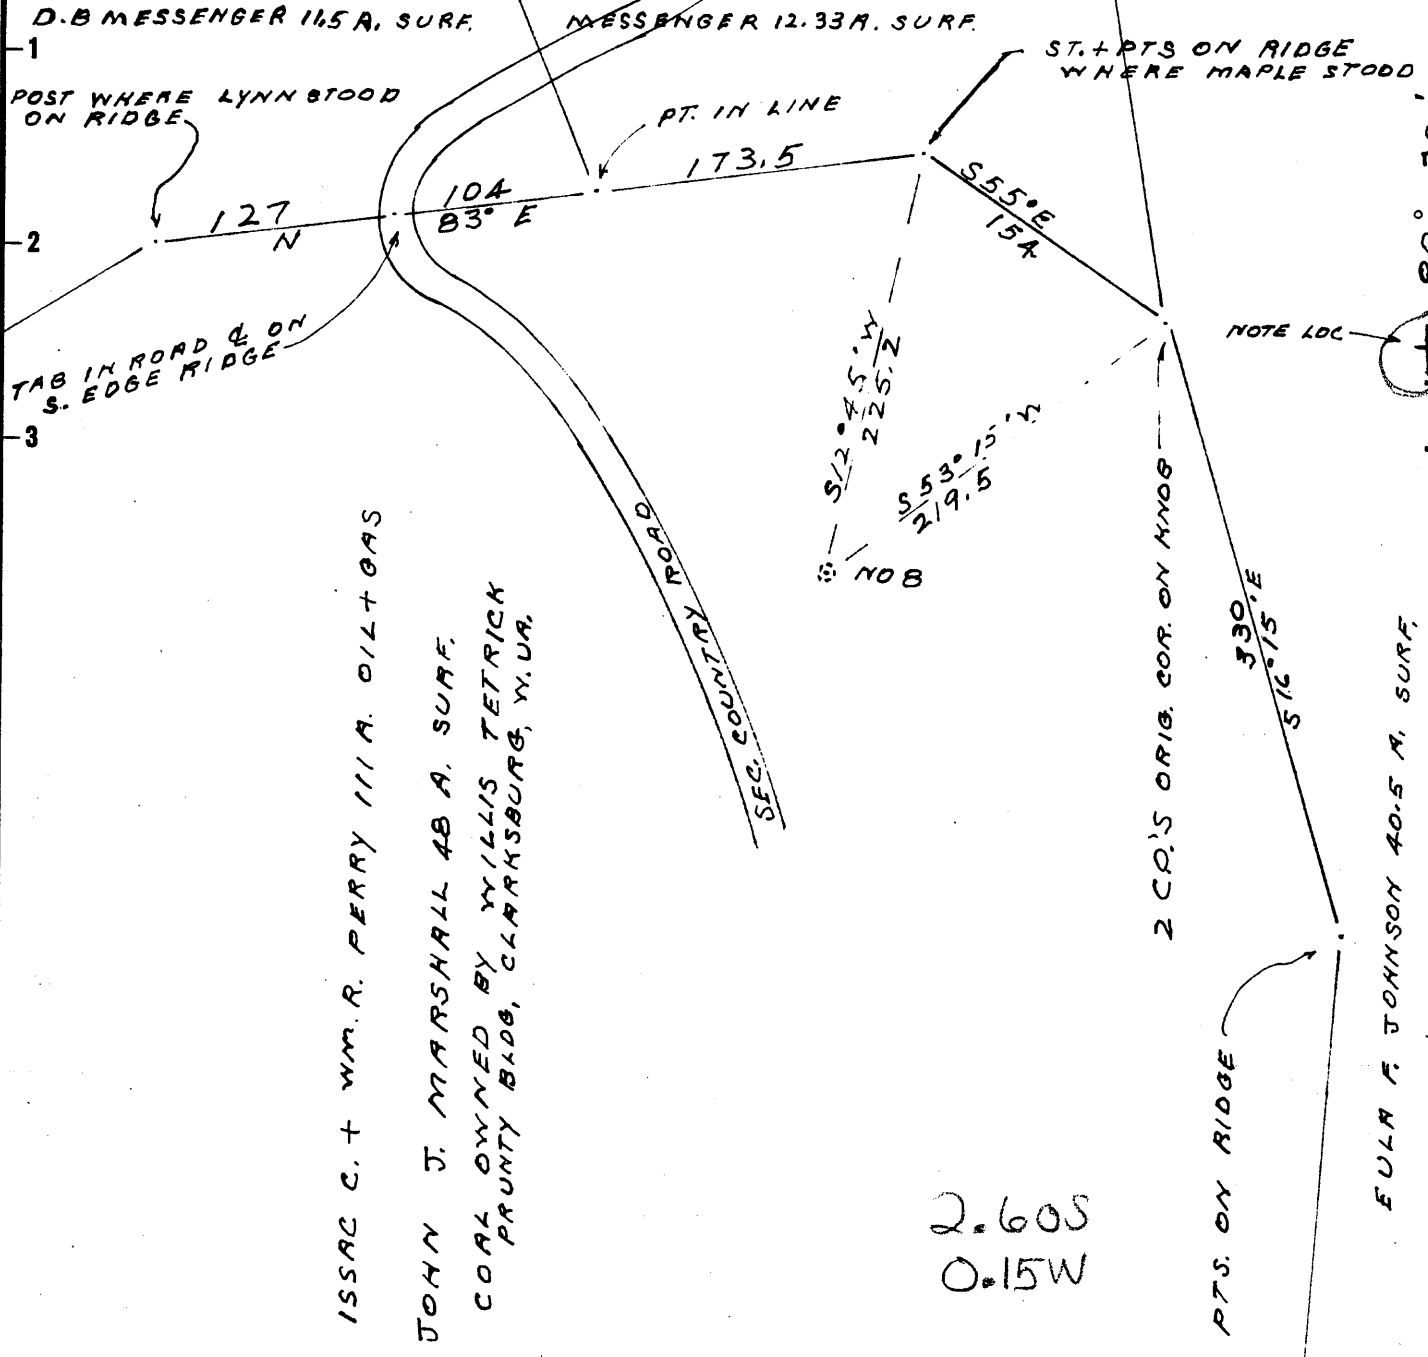 D.B MESSENGER 11.5 A. SURF.
MESSENGER 12.33 A. SURF.
-1
ST. + PTS ON RIDGE
WHERE MAPLE STOOD
POST WHERE LYNN STOOD
ON RIDGE
PT. IN LINE
173.5
104
83° E
127
N
S55°E
154
-2
TAB IN ROAD ℄ ON
S. EDGE RIDGE
NOTE LOC
-3
S12°45'W
225.2
S53°15'W
219.5
NO 8
SEC. COUNTRY ROAD
2 CO.'S ORIG. COR. ON KNOB
330
S16°15'E
ISSAC C. + WM. R. PERRY 111 A. OIL + GAS
JOHN J. MARSHALL 48 A. SURF.
COAL OWNED BY WILLIS TETRICK
PRUNTY BLDG, CLARKSBURG, W.VA.
EULA F. JOHNSON 40.5 A. SURF.
PTS. ON RIDGE
2.60S
0.15W